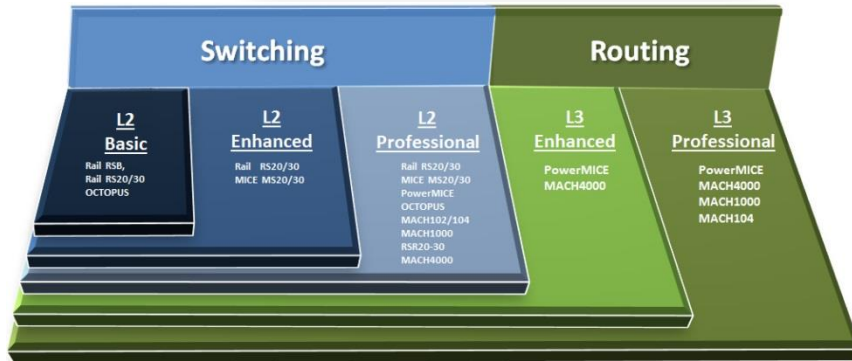 Switching
Routing
L2
Basic
Rail RSB,
Rail RS20/30
OCTOPUS
L2
Enhanced
Rail RS20/30
MICE MS20/30
L2
Professional
Rail RS20/30
MICE MS20/30
PowerMICE
OCTOPUS
MACH102/104
MACH1000
RSR20-30
MACH4000
L3
Enhanced
PowerMICE
MACH4000
L3
Professional
PowerMICE
MACH4000
MACH1000
MACH104